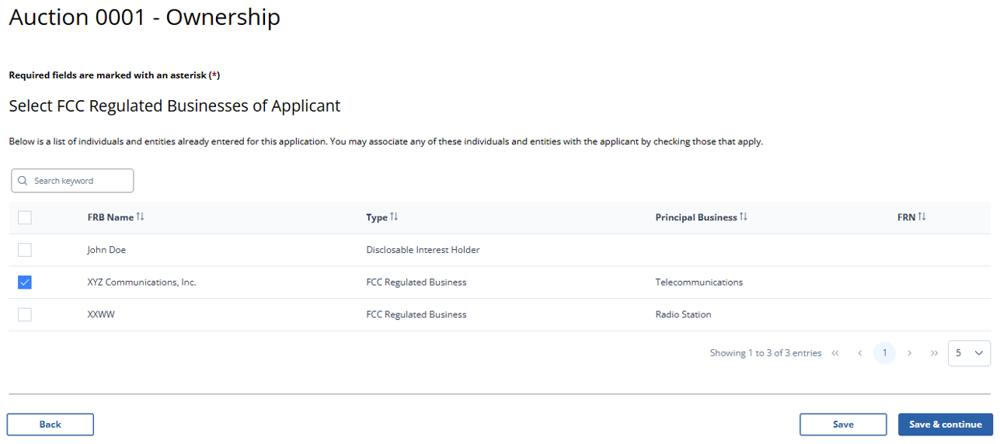 Auction 0001 - Ownership
Required fields are marked with an asterisk (*)
Select FCC Regulated Businesses of Applicant
Below is a list of individuals and entities already entered for this application. You may associate any of these individuals and entities with the applicant by checking those that apply.
Search keyword
FRB Name Type Principal Business FRN
John Doe Disclosable Interest Holder
XYZ Communications, Inc. FCC Regulated Business Telecommunications
XXWW FCC Regulated Business Radio Station
Showing 1 to 3 of 3 entries « ‹ 1 › » 5
Back Save Save & continue